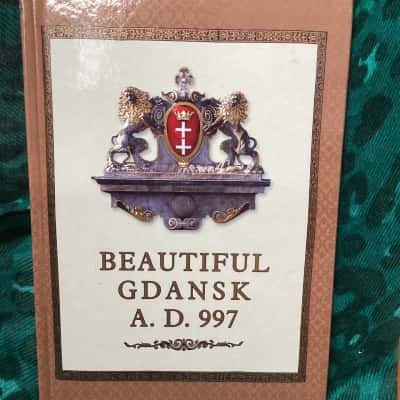 BEAUTIFUL
GDANSK
A. D. 997